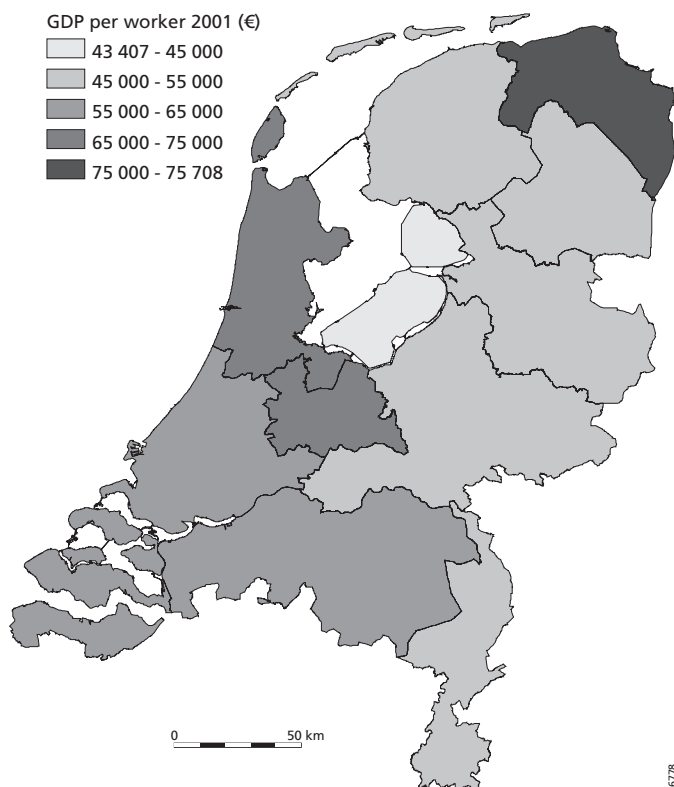 GDP per worker 2001 (€)
43 407 - 45 000
45 000 - 55 000
55 000 - 65 000
65 000 - 75 000
75 000 - 75 708
0 50 km
6778